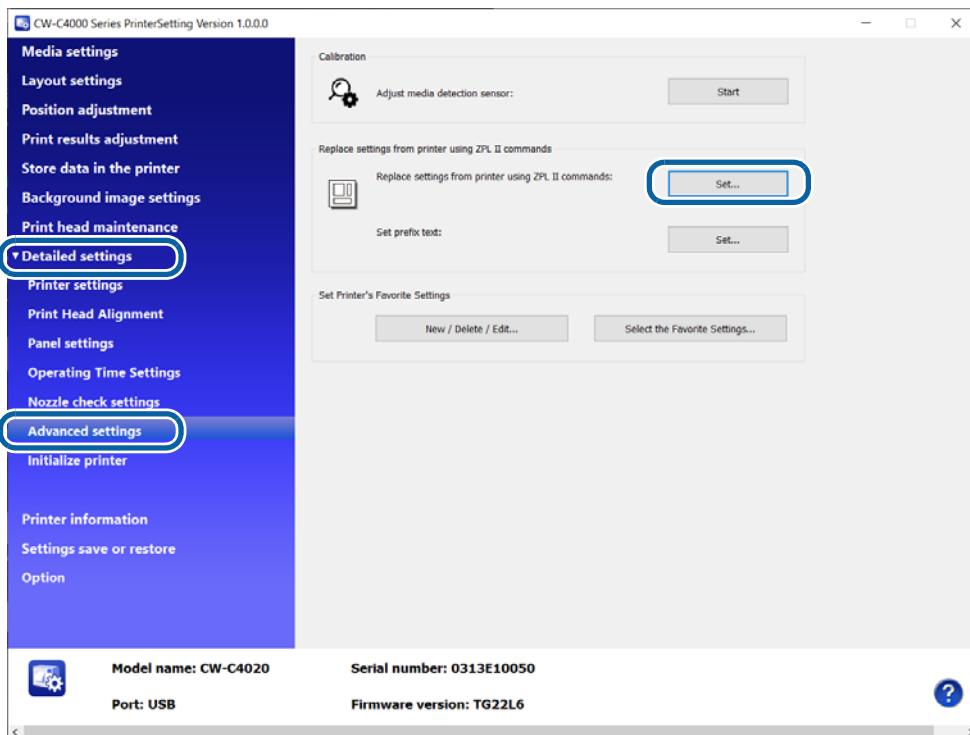 CW-C4000 Series PrinterSetting Version 1.0.0.0
Media settings
Layout settings
Position adjustment
Print results adjustment
Store data in the printer
Background image settings
Print head maintenance
▾ Detailed settings
Printer settings
Print Head Alignment
Panel settings
Operating Time Settings
Nozzle check settings
Advanced settings
Initialize printer
Printer information
Settings save or restore
Option
Calibration
Adjust media detection sensor:
Start
Replace settings from printer using ZPL II commands
Replace settings from printer using ZPL II commands:
Set...
Set prefix text:
Set...
Set Printer's Favorite Settings
New / Delete / Edit...
Select the Favorite Settings...
Model name: CW-C4020
Serial number: 0313E10050
Port: USB
Firmware version: TG22L6
?